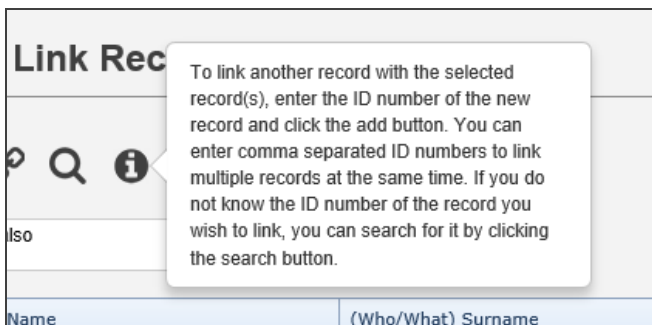 Link Rec
To link another record with the selected
record(s), enter the ID number of the new
record and click the add button. You can
enter comma separated ID numbers to link
multiple records at the same time. If you do
not know the ID number of the record you
wish to link, you can search for it by clicking
the search button.
also
Name
(Who/What) Surname